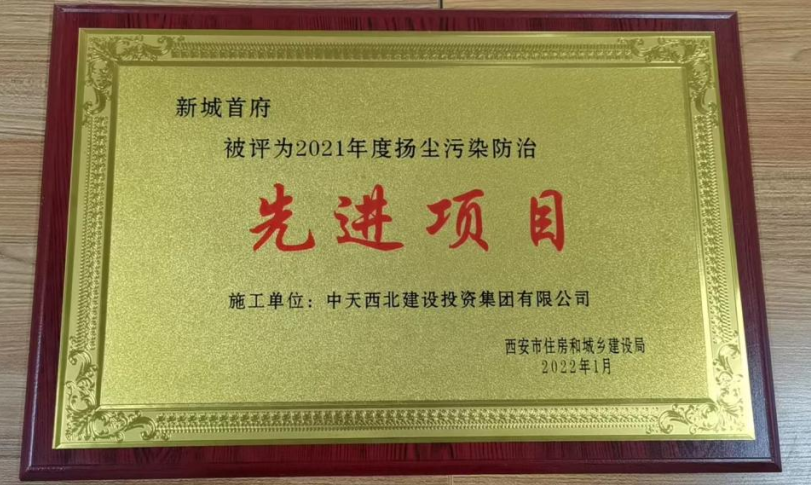 新城首府
被评为2021年度扬尘污染防治
先进项目
施工单位：中天西北建设投资集团有限公司
西安市住房和城乡建设局
2022年1月